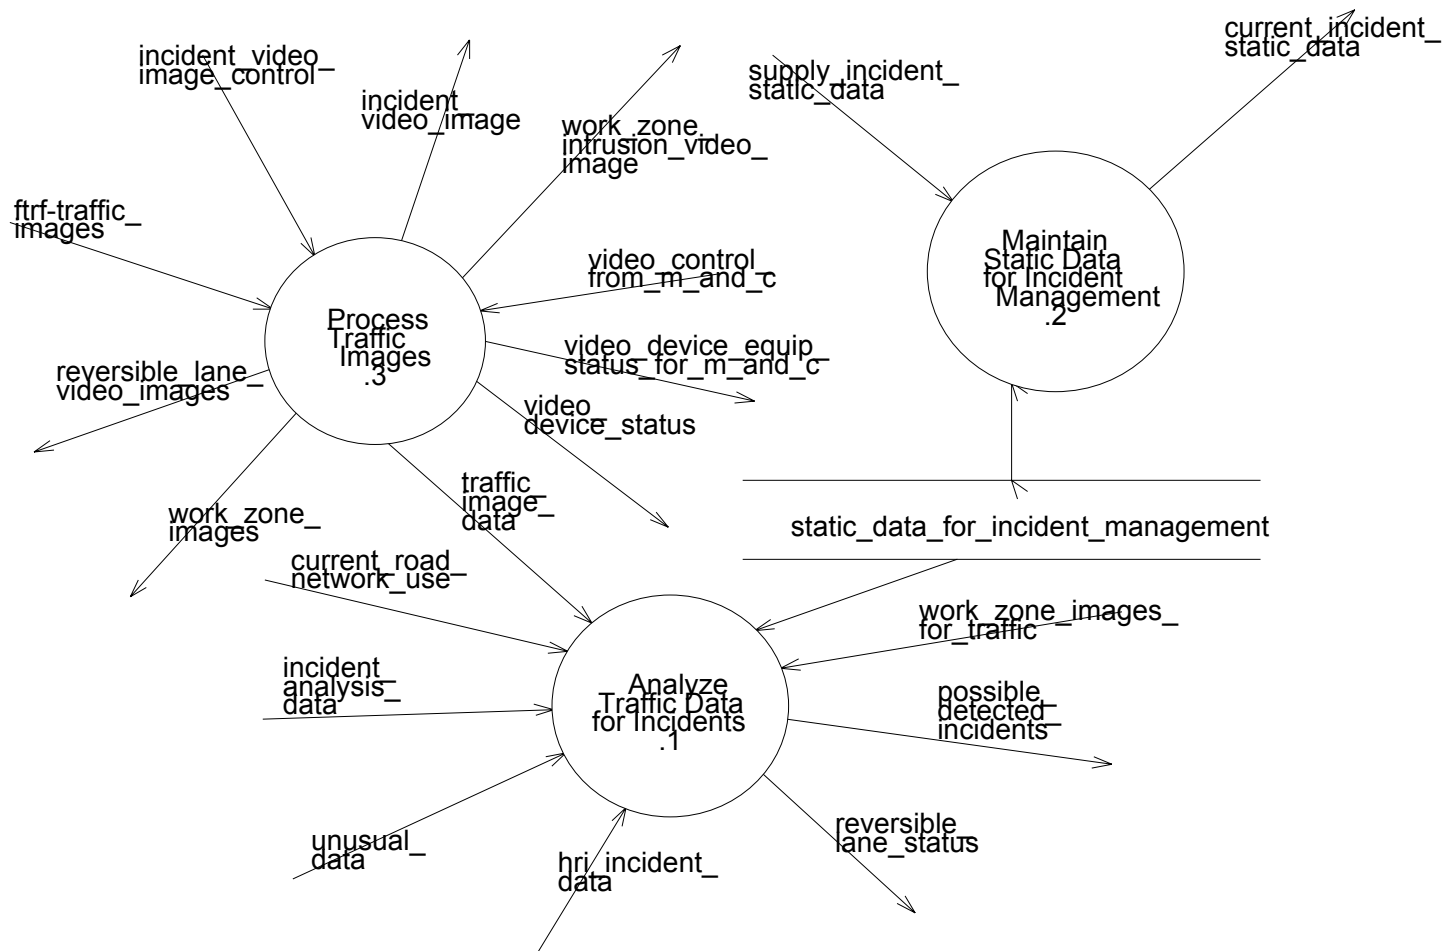 incident_video_
image_control
incident_
video_image
work_zone_
intrusion_video_
image
supply_incident_
static_data
current_incident_
static_data
ftrf-traffic_
images
video_control_
from_m_and_c
Maintain
Static Data
for Incident
Management
.2
Process
Traffic
Images
.3
video_device_equip_
status_for_m_and_c
reversible_lane_
video_images
video_
device_status
traffic_
image_
data
work_zone_
images
static_data_for_incident_management
current_road_
network_use
work_zone_images_
for_traffic
incident_
analysis_
data
Analyze
Traffic Data
for Incidents
.1
possible_
detected_
incidents
unusual_
data
hri_incident_
data
reversible_
lane_status